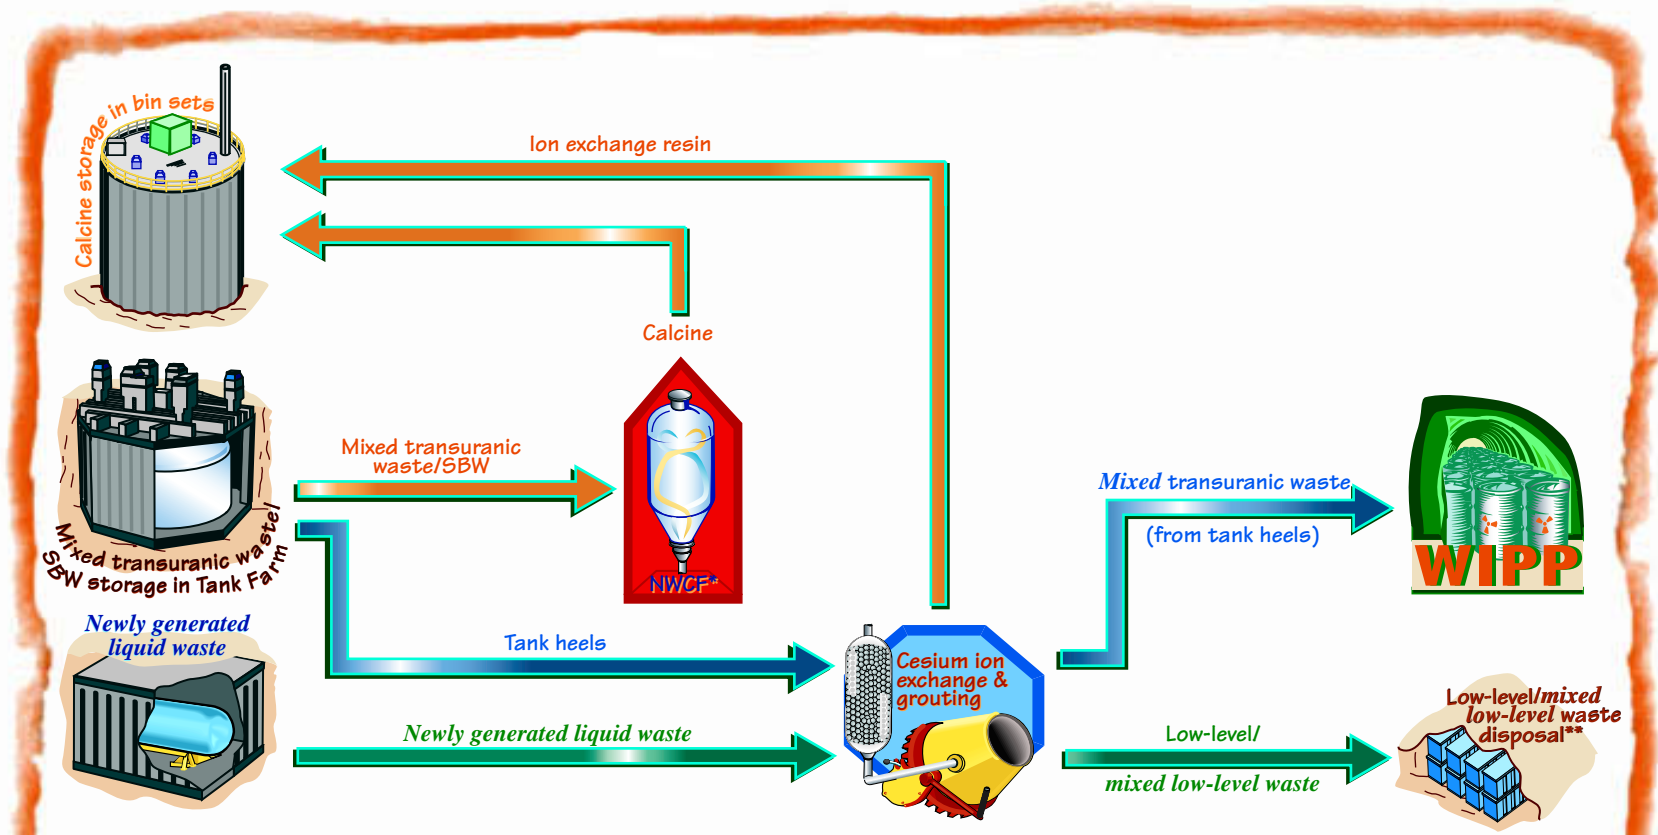 Calcine storage in bin sets
Ion exchange resin
Calcine
Mixed transuranic
waste/SBW
NWCF*
Mixed transuranic waste/
SBW storage in Tank Farm
Mixed transuranic waste
(from tank heels)
WIPP
Newly generated
liquid waste
Tank heels
Cesium ion
exchange &
grouting
Newly generated liquid waste
Low-level/
mixed low-level waste
Low-level/mixed
low-level waste
disposal**